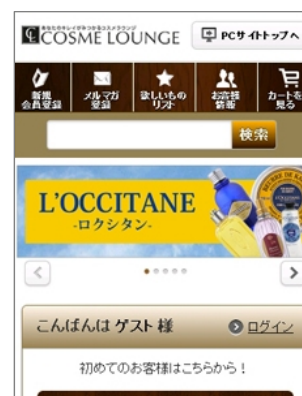 あなたのキレイがみつかるコスメラウンジ
COSMÉ LOUNGE
PCサイトトップへ
新規
会員登録
メルマガ
登録
欲しいもの
リスト
お客様
情報
カートを
見る
検索
L'OCCITANE
-ロクシタン-
こんばんは ゲスト 様
ログイン
初めてのお客様はこちらから！